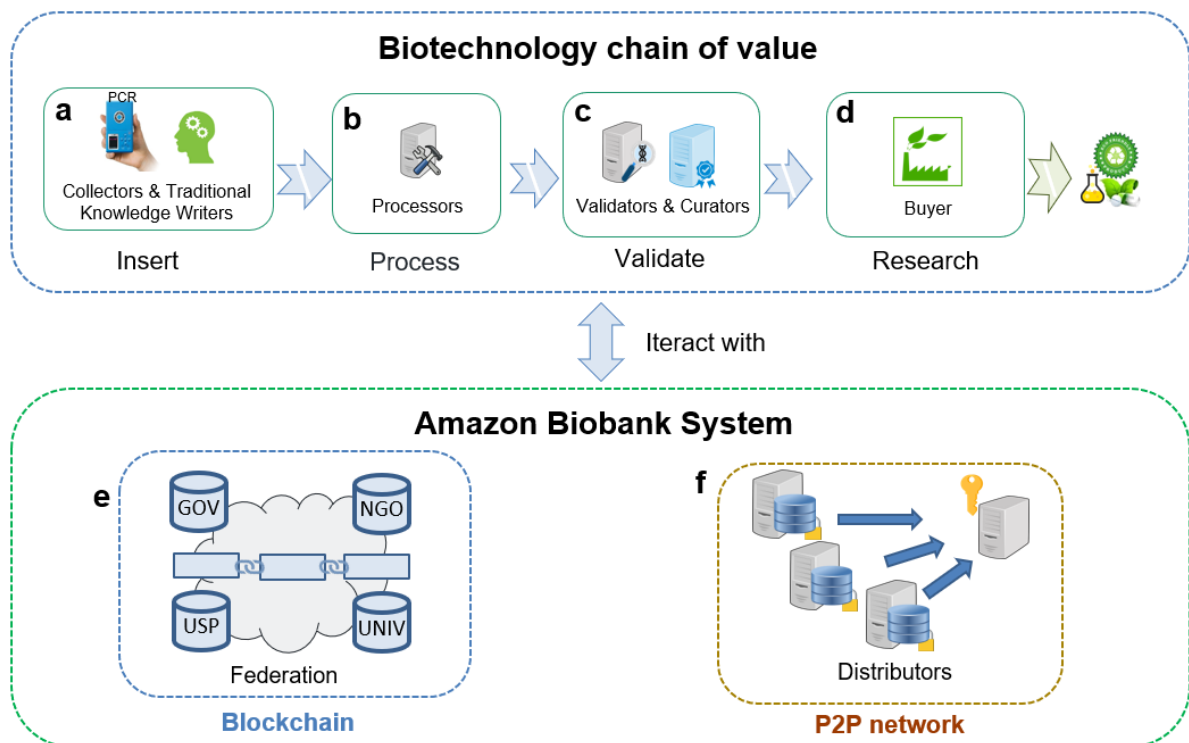 Biotechnology chain of value
a
PCR
Collectors & Traditional
Knowledge Writers
Insert
b
Processors
Process
c
Validators & Curators
Validate
d
Buyer
Research
Iteract with
Amazon Biobank System
e
GOV
NGO
USP
UNIV
Federation
Blockchain
f
Distributors
P2P network